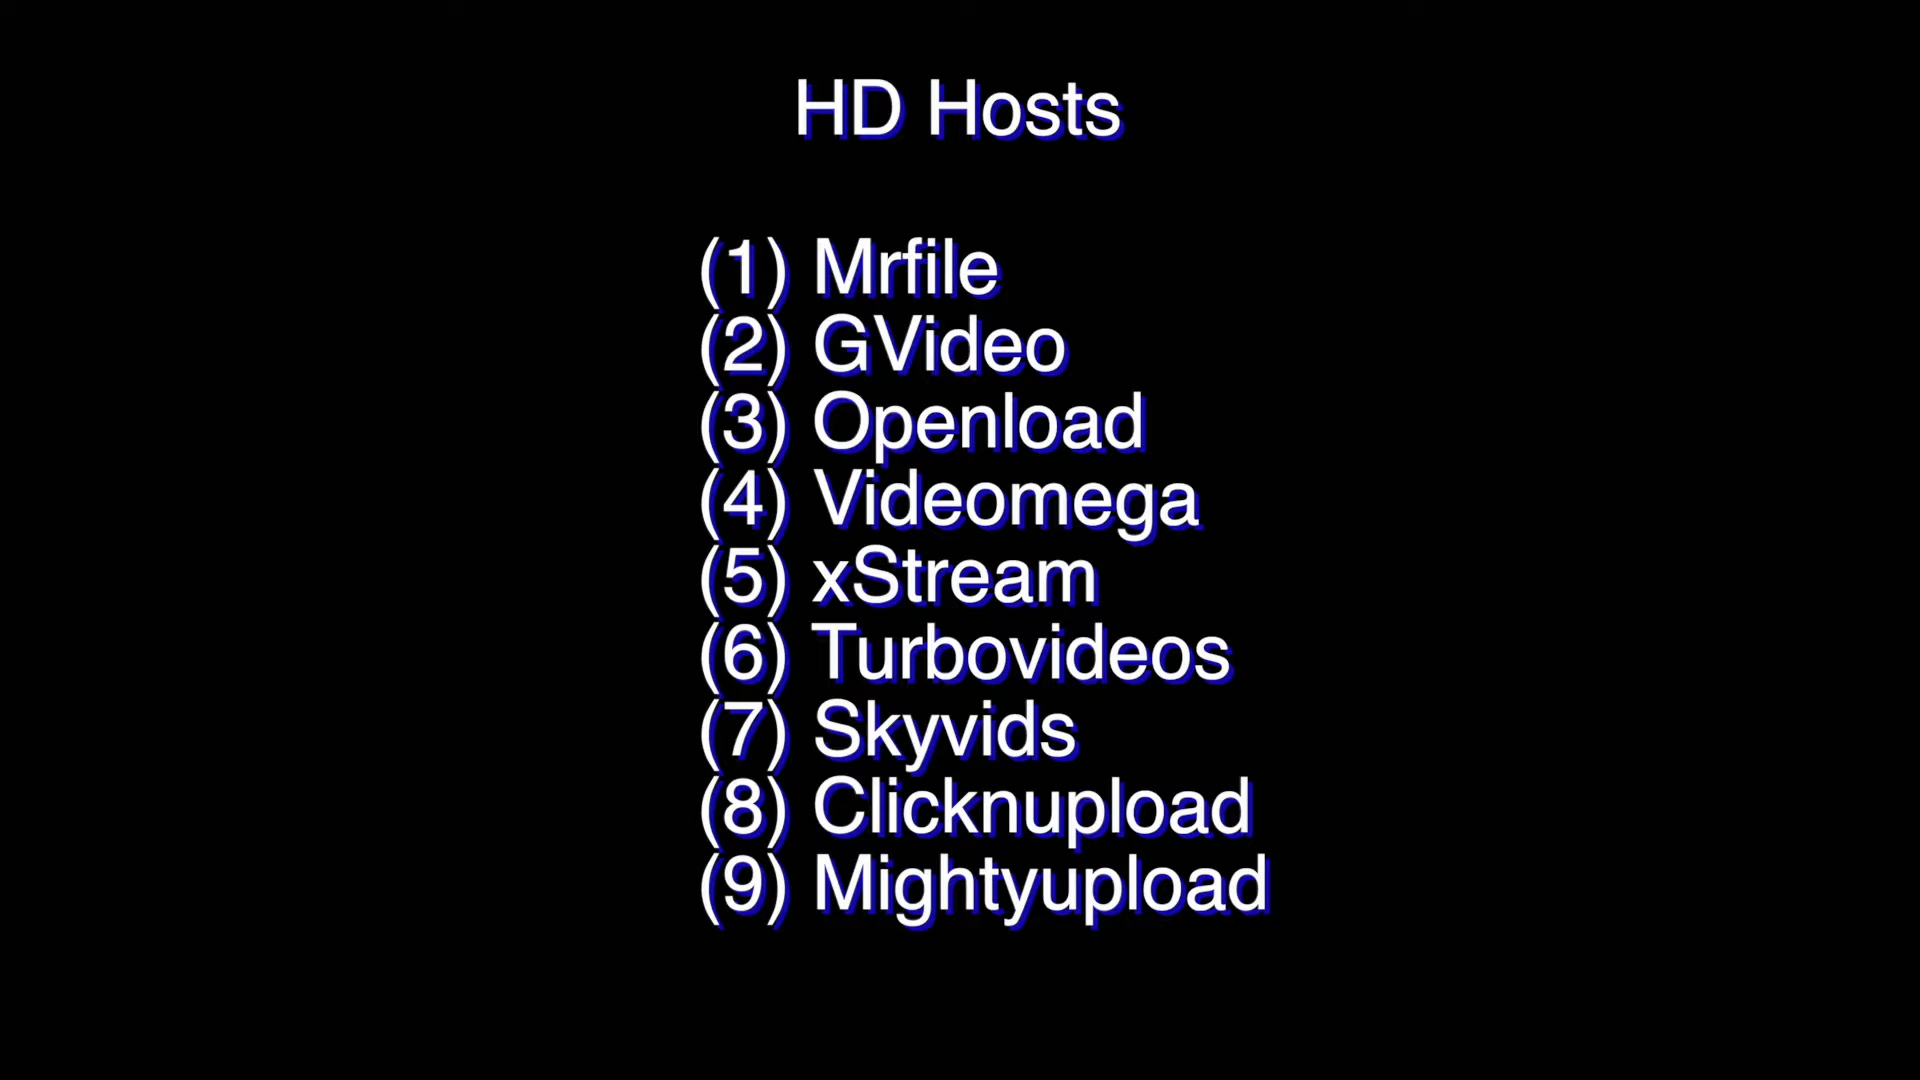 HD Hosts
(1) Mrfile
(2) GVideo
(3) Openload
(4) Videomega
(5) xStream
(6) Turbovideos
(7) Skyvids
(8) Clicknupload
(9) Mightyupload